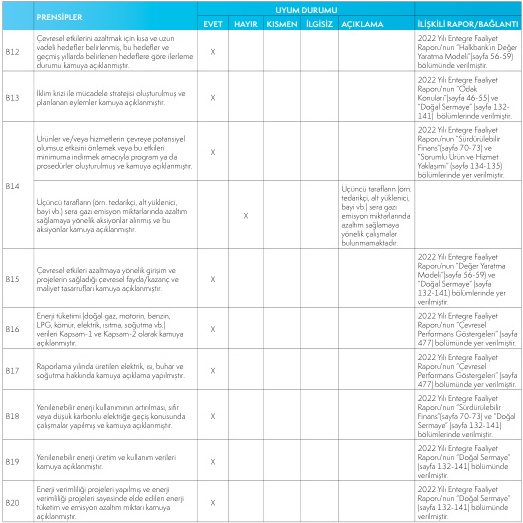 PRENSİPLER
UYUM DURUMU
EVET HAYIR KISMEN İLGİSİZ AÇIKLAMA İLİŞKİLİ RAPOR/BAĞLANTI
B12
Çevresel etkilerini azaltmak için kısa ve uzun
vadeli hedefler belirlenmiş, bu hedefler ve
geçmiş yıllarda belirlenen hedeflere göre ilerleme
durumu kamuya açıklanmıştır.
X
2022 Yılı Entegre Faaliyet
Raporu'nun "Halkbank'ın Değer
Yaratma Modeli"(sayfa 56-59)
bölümünde verilmiştir.
B13
İklim krizi ile mücadele stratejisi oluşturulmuş ve
planlanan eylemler kamuya açıklanmıştır.
X
2022 Yılı Entegre Faaliyet
Raporu'nun "Odak
Konuları"(sayfa 46-55) ve
"Doğal Sermaye" (sayfa 132-
141) bölümlerinde verilmiştir.
B14
Ürünler ve/veya hizmetlerin çevreye potansiyel
olumsuz etkisini önlemek veya bu etkileri
minimuma indirmek amacıyla program ya da
prosedürler oluşturulmuş ve kamuya açıklanmıştır.
X
2022 Yılı Entegre Faaliyet
Raporu'nun "Sürdürülebilir
Finans"(sayfa 70-73) ve
"Sorumlu Ürün ve Hizmet
Yaklaşımı" (sayfa 134-135)
bölümlerinde yer verilmiştir.
Üçüncü tarafların (örn. tedarikçi, alt yüklenici,
bayi vb.) sera gazı emisyon miktarlarında azaltım
sağlamaya yönelik aksiyonlar alınmış ve bu
aksiyonlar kamuya açıklanmıştır.
X
Üçüncü tarafların (örn.
tedarikçi, alt yüklenici,
bayi vb.) sera gazı
emisyon miktarlarında
azaltım sağlamaya
yönelik çalışmalar
bulunmamaktadır.
B15
Çevresel etkileri azaltmaya yönelik girişim ve
projelerin sağladığı çevresel fayda/kazanç ve
maliyet tasarrufları kamuya açıklanmıştır.
X
2022 Yılı Entegre Faaliyet
Raporu'nun "Değer Yaratma
Modeli"(sayfa 56-59) ve
"Doğal Sermaye" (sayfa
132-141) bölümlerinde yer
verilmiştir.
B16
Enerji tüketimi (doğal gaz, motorin, benzin,
LPG, kömür, elektrik, ısıtma, soğutma vb.)
verileri Kapsam-1 ve Kapsam-2 olarak kamuya
açıklanmıştır.
X
2022 Yılı Entegre Faaliyet
Raporu'nun "Çevresel
Performans Göstergeleri" (sayfa
477) bölümünde yer verilmiştir.
B17
Raporlama yılında üretilen elektrik, ısı, buhar ve
soğutma hakkında kamuya açıklama yapılmıştır.
X
2022 Yılı Entegre Faaliyet
Raporu'nun "Çevresel
Performans Göstergeleri" (sayfa
477) bölümünde yer verilmiştir.
B18
Yenilenebilir enerji kullanımının artırılması, sıfır
veya düşük karbonlu elektriğe geçiş konusunda
çalışmalar yapılmış ve kamuya açıklanmıştır.
X
2022 Yılı Entegre Faaliyet
Raporu'nun "Sürdürülebilir
Finans"(sayfa 70-73) ve "Doğal
Sermaye" (sayfa 132-141)
bölümlerinde verilmiştir.
B19
Yenilenebilir enerji üretim ve kullanım verileri
kamuya açıklanmıştır.
X
2022 Yılı Entegre Faaliyet
Raporu'nun "Doğal Sermaye"
(sayfa 132-141) bölümünde
verilmiştir.
B20
Enerji verimliliği projeleri yapılmış ve enerji
verimliliği projeleri sayesinde elde edilen enerji
tüketim ve emisyon azaltım miktarı kamuya
açıklanmıştır.
X
2022 Yılı Entegre Faaliyet
Raporu'nun "Doğal Sermaye"
(sayfa 132-141) bölümünde
verilmiştir.